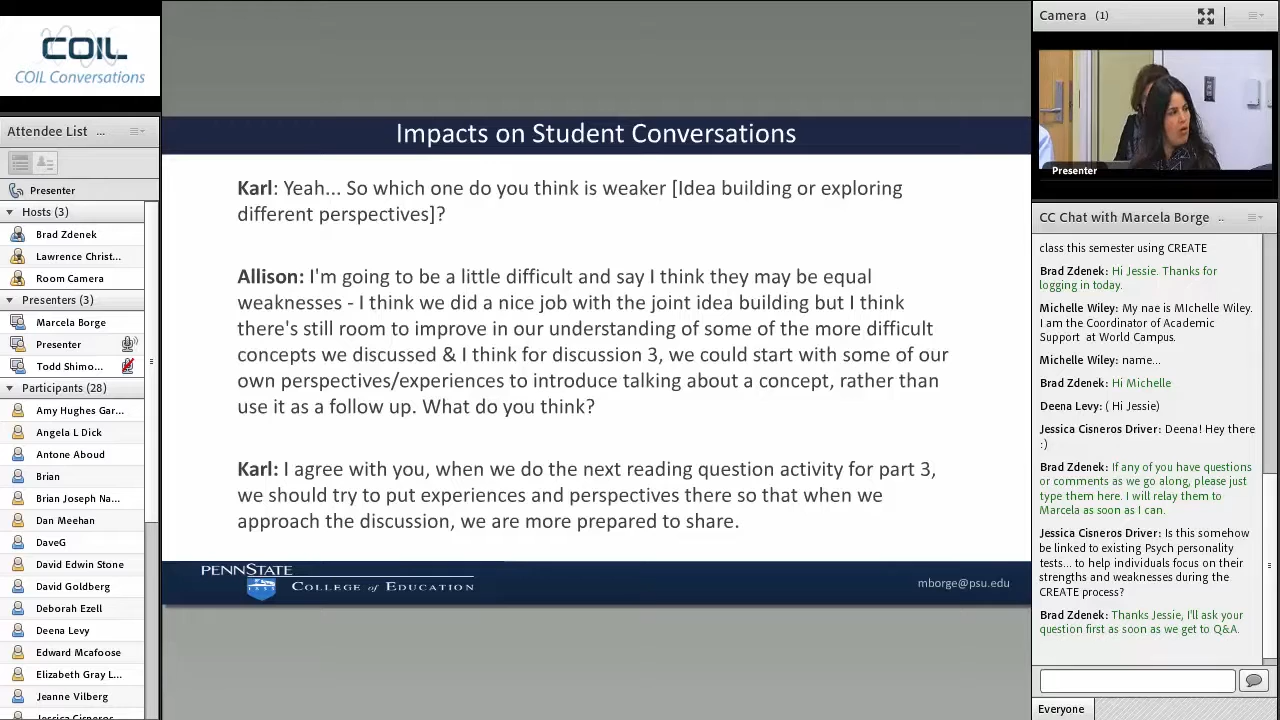 COIL
COIL Conversations
Attendee List ...
Presenter
Hosts (3)
Brad Zdenek
Lawrence Christ...
Room Camera
Presenters (3)
Marcela Borge
Presenter
Todd Shimo...
Participants (28)
Amy Hughes Gar...
Angela L Dick
Antone Aboud
Brian
Brian Joseph Na...
Dan Meehan
DaveG
David Edwin Stone
David Goldberg
Deborah Ezell
Deena Levy
Edward Mcafoose
Elizabeth Gray L...
Jeanne Vilberg
Jessica Cisneros
Impacts on Student Conversations
Karl: Yeah... So which one do you think is weaker [Idea building or exploring
different perspectives]?
Allison: I'm going to be a little difficult and say I think they may be equal
weaknesses - I think we did a nice job with the joint idea building but I think
there's still room to improve in our understanding of some of the more difficult
concepts we discussed & I think for discussion 3, we could start with some of our
own perspectives/experiences to introduce talking about a concept, rather than
use it as a follow up. What do you think?
Karl: I agree with you, when we do the next reading question activity for part 3,
we should try to put experiences and perspectives there so that when we
approach the discussion, we are more prepared to share.
PENNSTATE
1855
COLLEGE of EDUCATION
mborge@psu.edu
Camera (1)
Presenter
CC Chat with Marcela Borge ..
class this semester using CREATE
Brad Zdenek: Hi Jessie. Thanks for
logging in today.
Michelle Wiley: My nae is MIchelle Wiley.
I am the Coordinator of Academic
Support at World Campus.
Michelle Wiley: name...
Brad Zdenek: Hi Michelle
Deena Levy: ( Hi Jessie)
Jessica Cisneros Driver: Deena! Hey there
:)
Brad Zdenek: If any of you have questions
or comments as we go along, please just
type them here. I will relay them to
Marcela as soon as I can.
Jessica Cisneros Driver: Is this somehow
be linked to existing Psych personality
tests... to help individuals focus on their
strengths and weaknesses during the
CREATE process?
Brad Zdenek: Thanks Jessie, I'll ask your
question first as soon as we get to Q&A.
Everyone